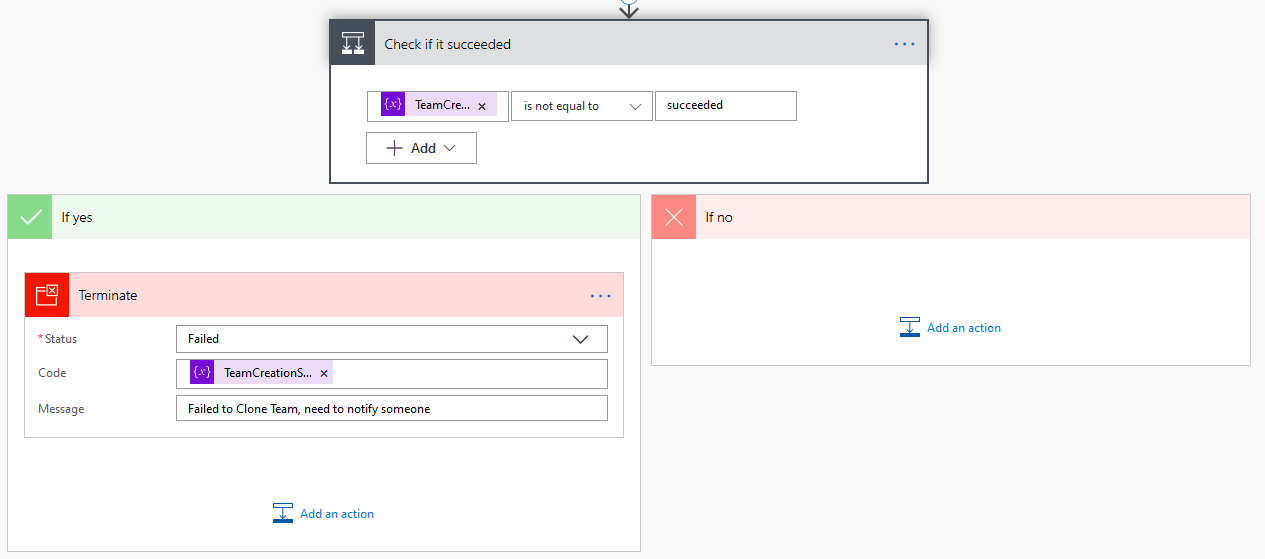 Check if it succeeded
{x} TeamCre... x is not equal to succeeded
Add
If yes
If no
Terminate
* Status Failed
Code {x} TeamCreationS... x
Message Failed to Clone Team, need to notify someone
Add an action
Add an action